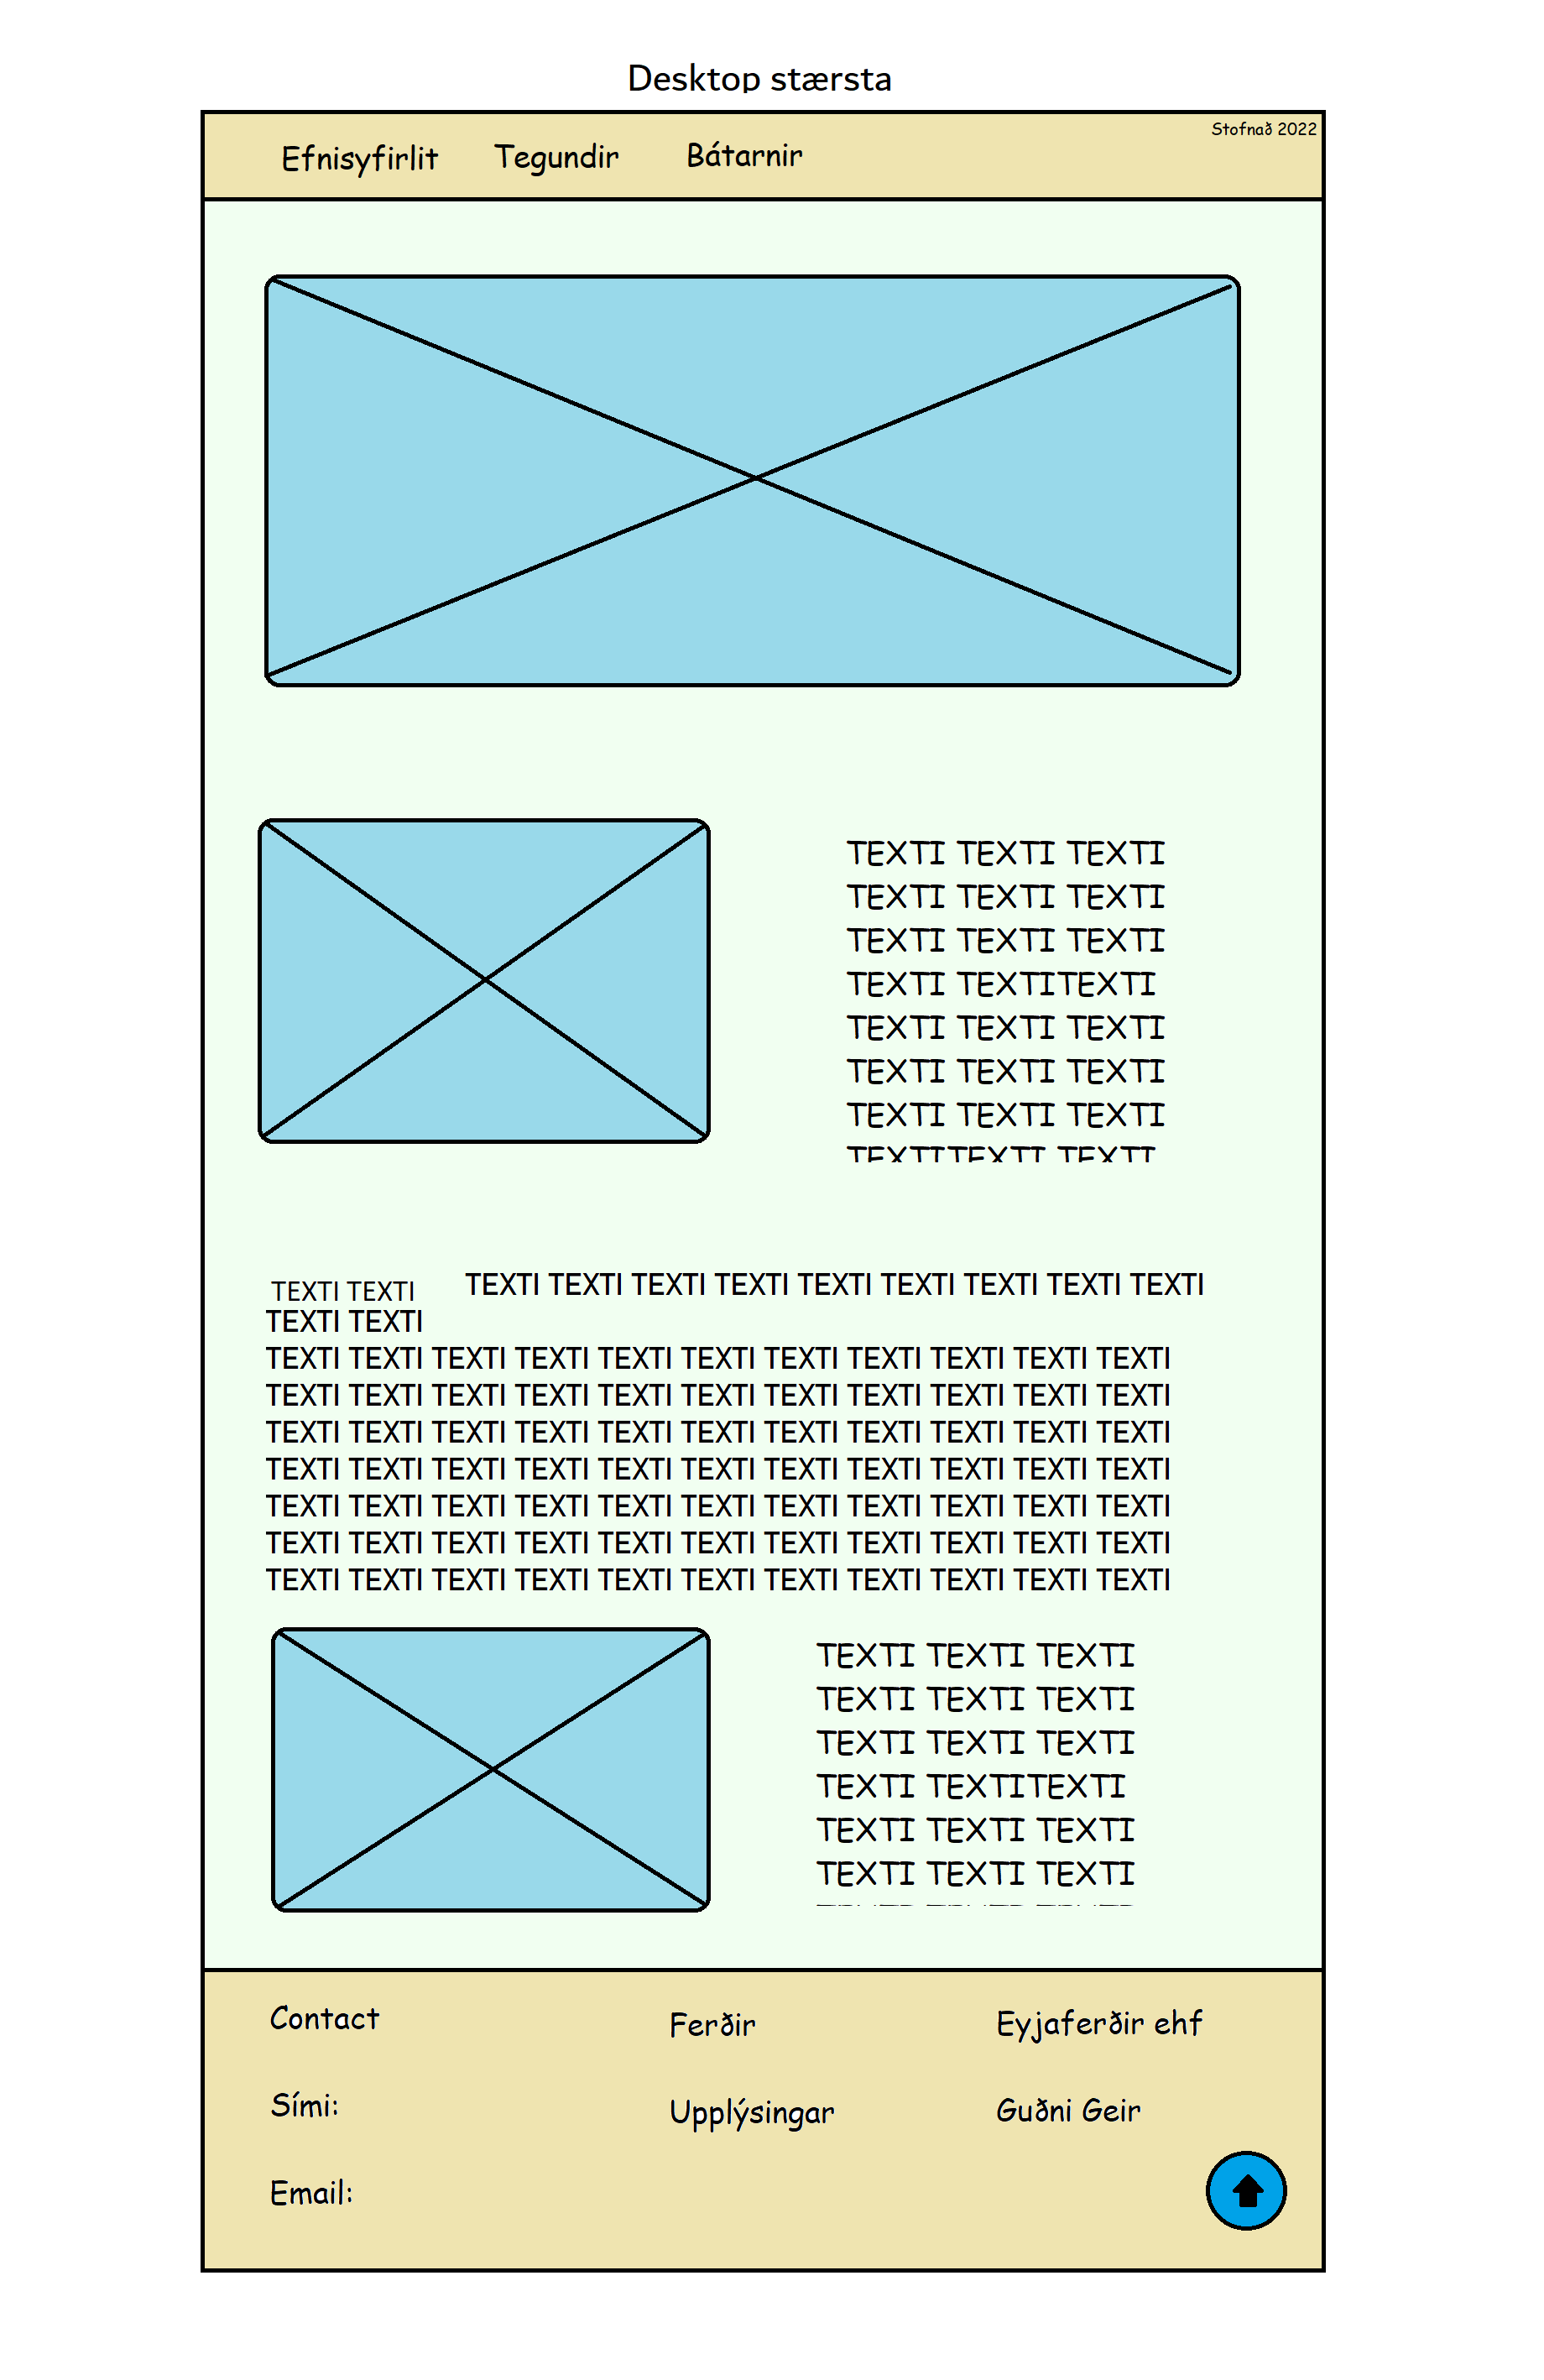 Desktop stærsta
Stofnað 2022
Efnisyfirlit Tegundir Bátarnir
TEXTI TEXTI TEXTI
TEXTI TEXTI TEXTI
TEXTI TEXTI TEXTI
TEXTI TEXTITEXTI
TEXTI TEXTI TEXTI
TEXTI TEXTI TEXTI
TEXTI TEXTI TEXTI
TEXTITEXTI TEXTI
TEXTI TEXTI TEXTI TEXTI TEXTI TEXTI TEXTI TEXTI TEXTI TEXTI TEXTI
TEXTI TEXTI
TEXTI TEXTI TEXTI TEXTI TEXTI TEXTI TEXTI TEXTI TEXTI TEXTI TEXTI
TEXTI TEXTI TEXTI TEXTI TEXTI TEXTI TEXTI TEXTI TEXTI TEXTI TEXTI
TEXTI TEXTI TEXTI TEXTI TEXTI TEXTI TEXTI TEXTI TEXTI TEXTI TEXTI
TEXTI TEXTI TEXTI TEXTI TEXTI TEXTI TEXTI TEXTI TEXTI TEXTI TEXTI
TEXTI TEXTI TEXTI TEXTI TEXTI TEXTI TEXTI TEXTI TEXTI TEXTI TEXTI
TEXTI TEXTI TEXTI TEXTI TEXTI TEXTI TEXTI TEXTI TEXTI TEXTI TEXTI
TEXTI TEXTI TEXTI TEXTI TEXTI TEXTI TEXTI TEXTI TEXTI TEXTI TEXTI
TEXTI TEXTI TEXTI
TEXTI TEXTI TEXTI
TEXTI TEXTI TEXTI
TEXTI TEXTITEXTI
TEXTI TEXTI TEXTI
TEXTI TEXTI TEXTI
Contact
Sími:
Email:
Ferðir
Upplýsingar
Eyjaferðir ehf
Guðni Geir